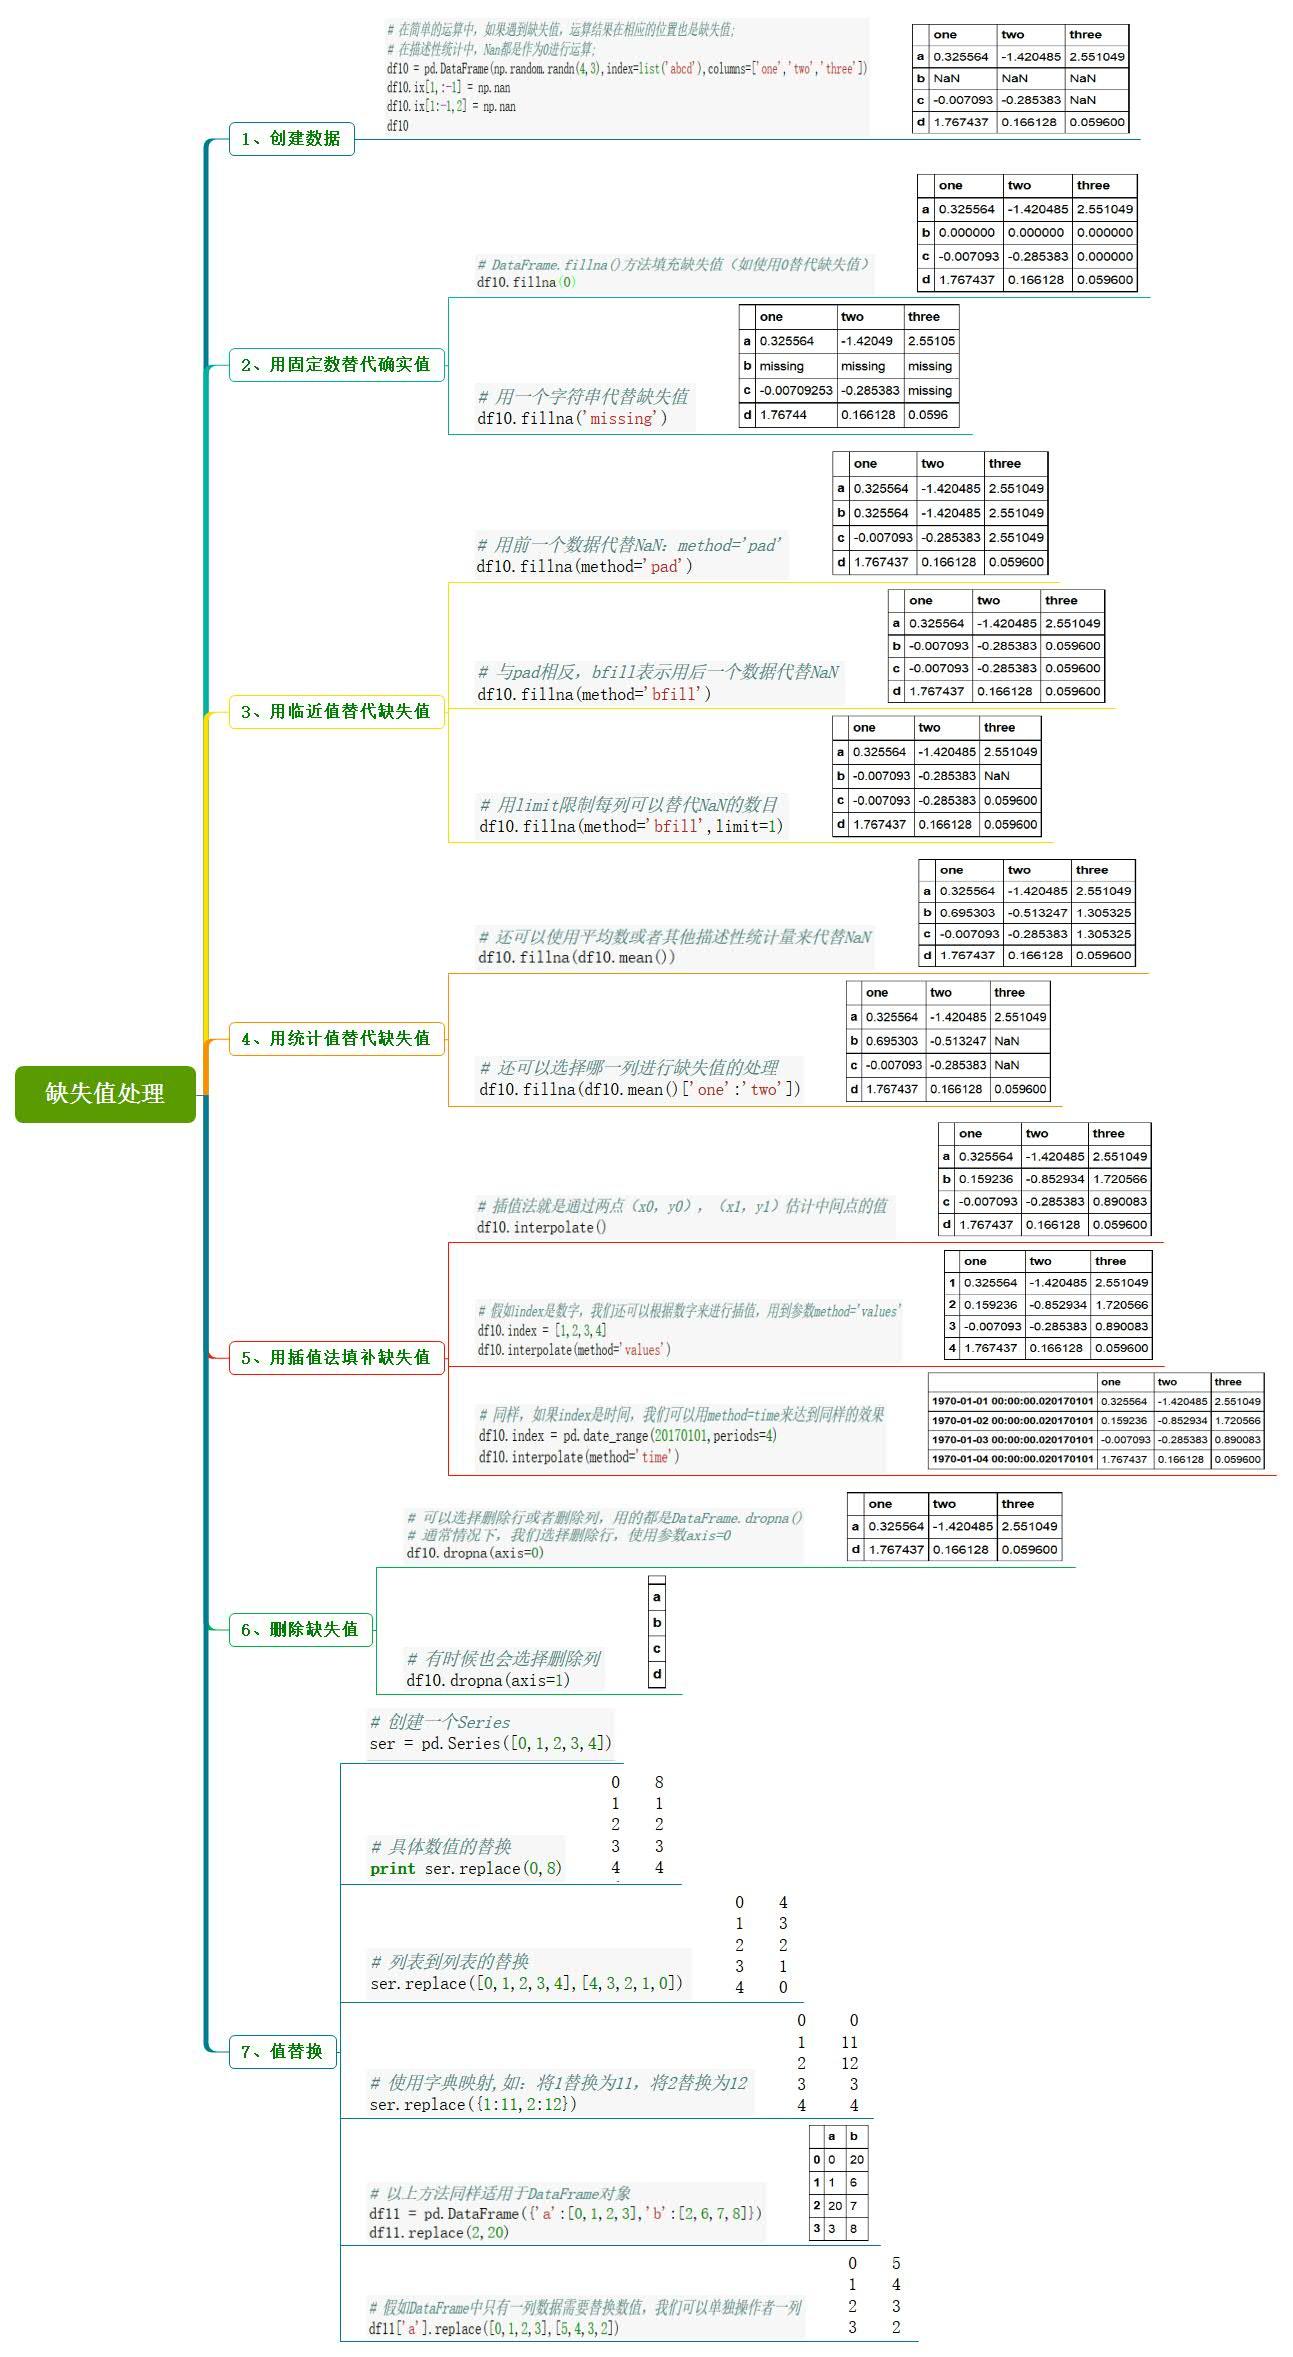 缺失值处理
1、创建数据
# 在简单的运算中，如果遇到缺失值，运算结果在相应的位置也是缺失值;
# 在描述性统计中，Nan都是作为0进行运算;
df10 = pd.DataFrame(np.random.randn(4,3),index=list('abcd'),columns=['one','two','three'])
df10.ix[1,:-1] = np.nan
df10.ix[1:-1,2] = np.nan
df10
one two three
a 0.325564 -1.420485 2.551049
b NaN NaN NaN
c -0.007093 -0.285383 NaN
d 1.767437 0.166128 0.059600
2、用固定数替代确实值
# DataFrame.fillna()方法填充缺失值（如使用0替代缺失值）
df10.fillna(0)
one two three
a 0.325564 -1.420485 2.551049
b 0.000000 0.000000 0.000000
c -0.007093 -0.285383 0.000000
d 1.767437 0.166128 0.059600
# 用一个字符串代替缺失值
df10.fillna('missing')
one two three
a 0.325564 -1.42049 2.55105
b missing missing missing
c -0.00709253 -0.285383 missing
d 1.76744 0.166128 0.0596
3、用临近值替代缺失值
# 用前一个数据代替NaN：method='pad'
df10.fillna(method='pad')
one two three
a 0.325564 -1.420485 2.551049
b 0.325564 -1.420485 2.551049
c -0.007093 -0.285383 2.551049
d 1.767437 0.166128 0.059600
# 与pad相反，bfill表示用后一个数据代替NaN
df10.fillna(method='bfill')
one two three
a 0.325564 -1.420485 2.551049
b -0.007093 -0.285383 0.059600
c -0.007093 -0.285383 0.059600
d 1.767437 0.166128 0.059600
# 用limit限制每列可以替代NaN的数目
df10.fillna(method='bfill',limit=1)
one two three
a 0.325564 -1.420485 2.551049
b -0.007093 -0.285383 NaN
c -0.007093 -0.285383 0.059600
d 1.767437 0.166128 0.059600
4、用统计值替代缺失值
# 还可以使用平均数或者其他描述性统计量来代替NaN
df10.fillna(df10.mean())
one two three
a 0.325564 -1.420485 2.551049
b 0.695303 -0.513247 1.305325
c -0.007093 -0.285383 1.305325
d 1.767437 0.166128 0.059600
# 还可以选择哪一列进行缺失值的处理
df10.fillna(df10.mean()['one':'two'])
one two three
a 0.325564 -1.420485 2.551049
b 0.695303 -0.513247 NaN
c -0.007093 -0.285383 NaN
d 1.767437 0.166128 0.059600
5、用插值法填补缺失值
# 插值法就是通过两点（x0，y0），（x1，y1）估计中间点的值
df10.interpolate()
one two three
a 0.325564 -1.420485 2.551049
b 0.159236 -0.852934 1.720566
c -0.007093 -0.285383 0.890083
d 1.767437 0.166128 0.059600
# 假如index是数字，我们还可以根据数字来进行插值，用到参数method='values'
df10.index = [1,2,3,4]
df10.interpolate(method='values')
one two three
1 0.325564 -1.420485 2.551049
2 0.159236 -0.852934 1.720566
3 -0.007093 -0.285383 0.890083
4 1.767437 0.166128 0.059600
# 同样，如果index是时间，我们可以用method=time来达到同样的效果
df10.index = pd.date_range(20170101,periods=4)
df10.interpolate(method='time')
one two three
1970-01-01 00:00:00.020170101 0.325564 -1.420485 2.551049
1970-01-02 00:00:00.020170101 0.159236 -0.852934 1.720566
1970-01-03 00:00:00.020170101 -0.007093 -0.285383 0.890083
1970-01-04 00:00:00.020170101 1.767437 0.166128 0.059600
6、删除缺失值
# 可以选择删除行或者删除列，用的都是DataFrame.dropna()
# 通常情况下，我们选择删除行，使用参数axis=0
df10.dropna(axis=0)
one two three
a 0.325564 -1.420485 2.551049
d 1.767437 0.166128 0.059600
# 有时候也会选择删除列
df10.dropna(axis=1)
a
b
c
d
7、值替换
# 创建一个Series
ser = pd.Series([0,1,2,3,4])
# 具体数值的替换
print ser.replace(0,8)
0 8
1 1
2 2
3 3
4 4
# 列表到列表的替换
ser.replace([0,1,2,3,4],[4,3,2,1,0])
0 4
1 3
2 2
3 1
4 0
# 使用字典映射,如：将1替换为11，将2替换为12
ser.replace({1:11,2:12})
0 0
1 11
2 12
3 3
4 4
# 以上方法同样适用于DataFrame对象
df11 = pd.DataFrame({'a':[0,1,2,3],'b':[2,6,7,8]})
df11.replace(2,20)
a b
0 0 20
1 1 6
2 20 7
3 3 8
# 假如DataFrame中只有一列数据需要替换数值，我们可以单独操作者一列
df11['a'].replace([0,1,2,3],[5,4,3,2])
0 5
1 4
2 3
3 2